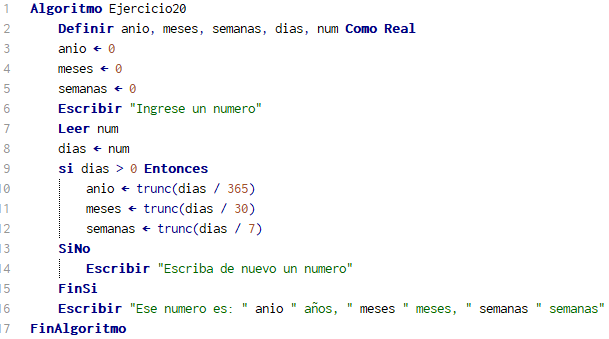 1 Algoritmo Ejercicio20
2 Definir anio, meses, semanas, dias, num Como Real
3 anio ← 0
4 meses ← 0
5 semanas ← 0
6 Escribir "Ingrese un numero"
7 Leer num
8 dias ← num
9 si dias > 0 Entonces
10 anio ← trunc(dias / 365)
11 meses ← trunc(dias / 30)
12 semanas ← trunc(dias / 7)
13 SiNo
14 Escribir "Escriba de nuevo un numero"
15 FinSi
16 Escribir "Ese numero es: " anio " años, " meses " meses, " semanas " semanas"
17 FinAlgoritmo